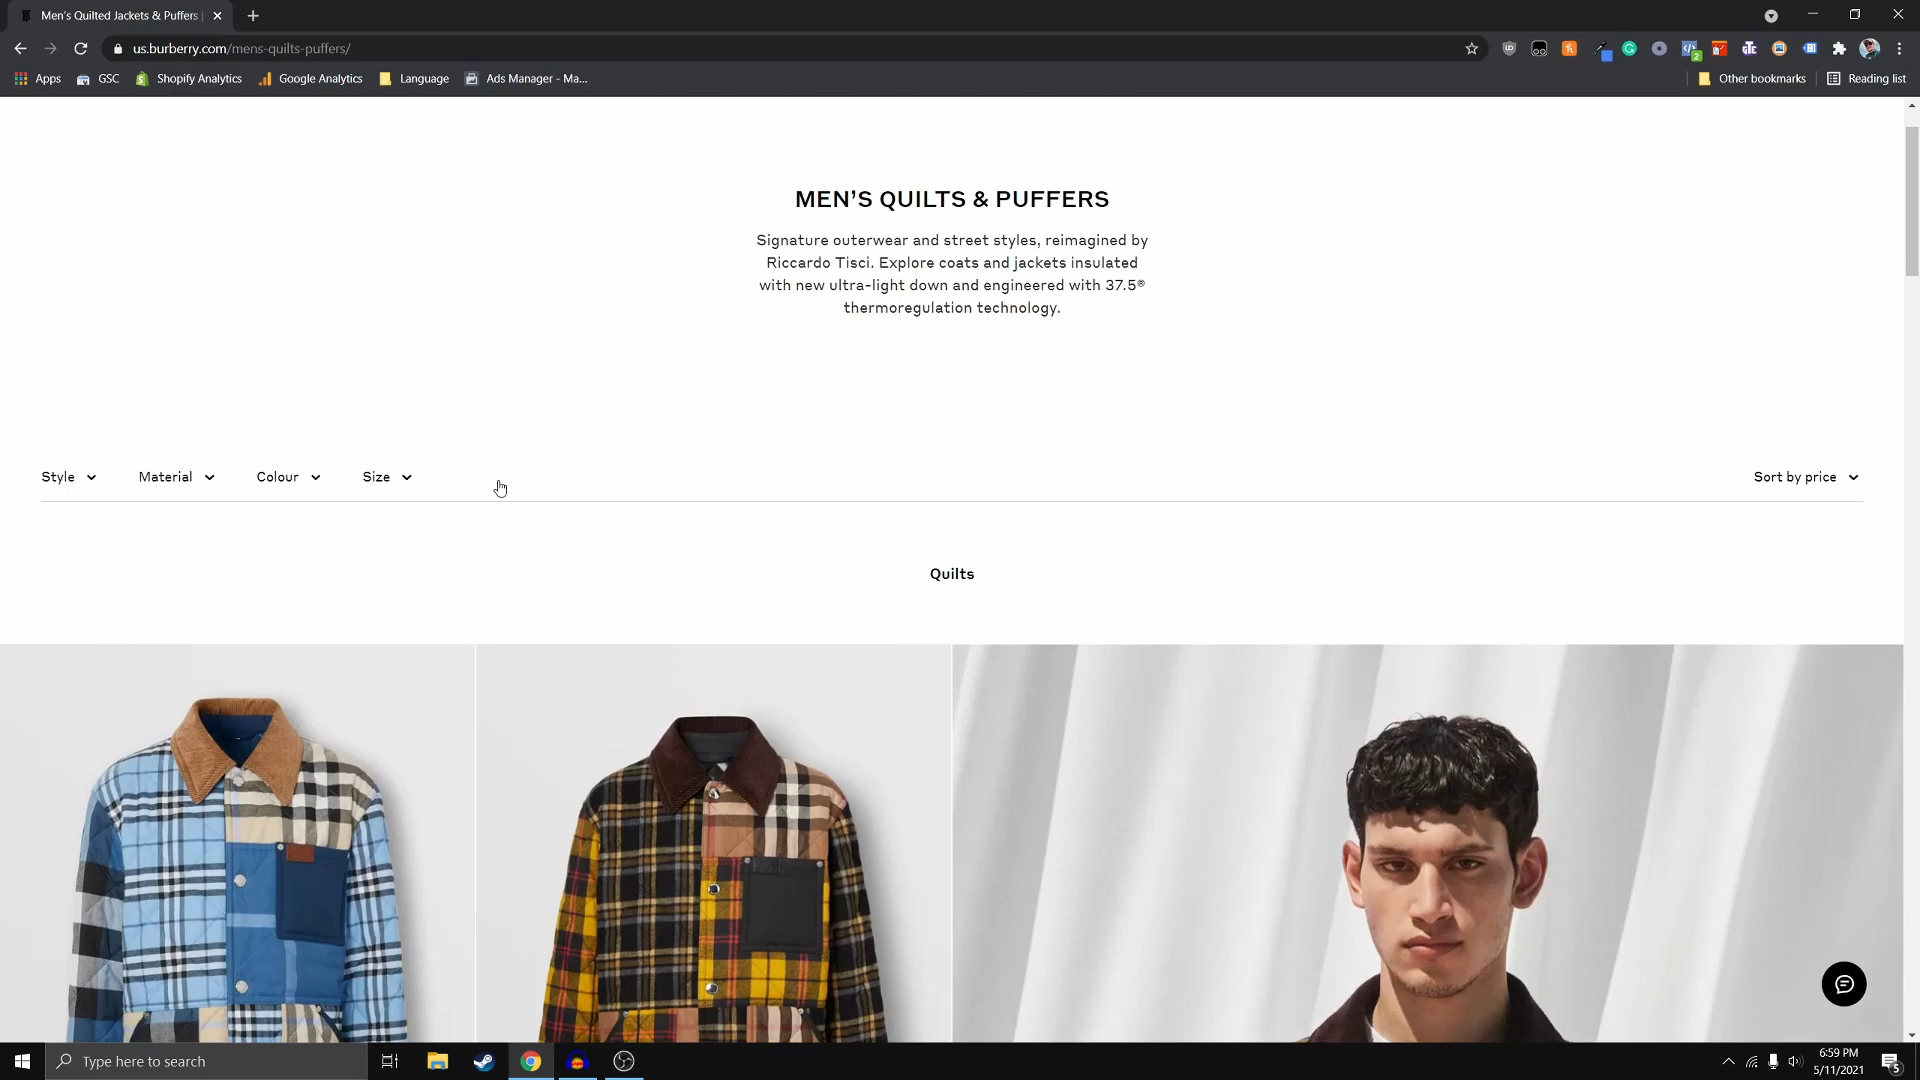 Men's Quilted Jackets & Puffers |
us.burberry.com/mens-quilts-puffers/
Apps
GSC
Shopify Analytics
Google Analytics
Language
Ads Manager - Ma...
Other bookmarks
Reading list
MEN'S QUILTS & PUFFERS
Signature outerwear and street styles, reimagined by
Riccardo Tisci. Explore coats and jackets insulated
with new ultra-light down and engineered with 37.5®
thermoregulation technology.
Style
Material
Colour
Size
Sort by price
Quilts
Type here to search
6:59 PM
5/11/2021
5